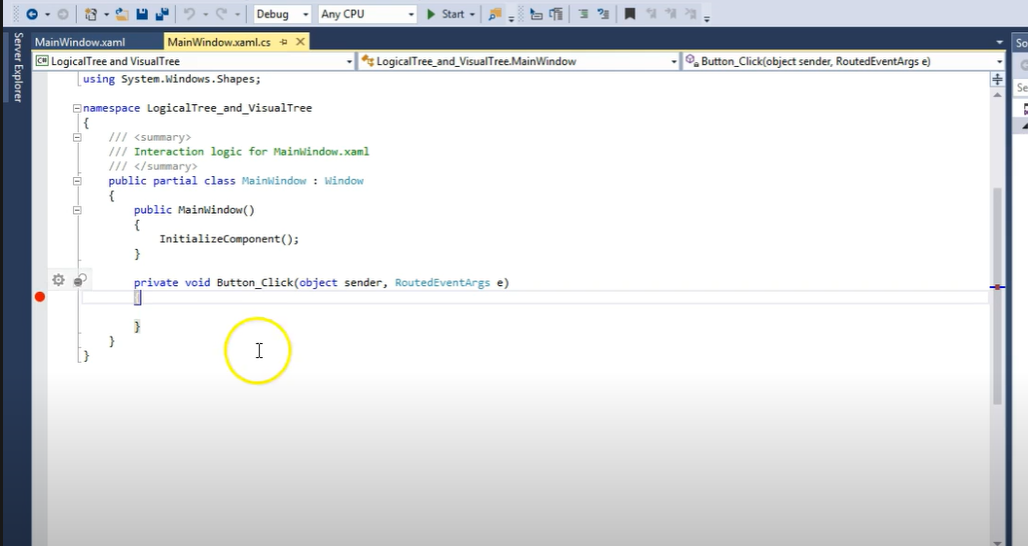 Debug
Any CPU
Start
Server Explorer
MainWindow.xaml
MainWindow.xaml.cs
So
LogicalTree and VisualTree
LogicalTree_and_VisualTree.MainWindow
Button_Click(object sender, RoutedEventArgs e)
Se
using System.Windows.Shapes;
namespace LogicalTree_and_VisualTree
{
/// <summary>
/// Interaction logic for MainWindow.xaml
/// </summary>
public partial class MainWindow : Window
{
public MainWindow()
{
InitializeComponent();
}
private void Button_Click(object sender, RoutedEventArgs e)
{
}
}
}